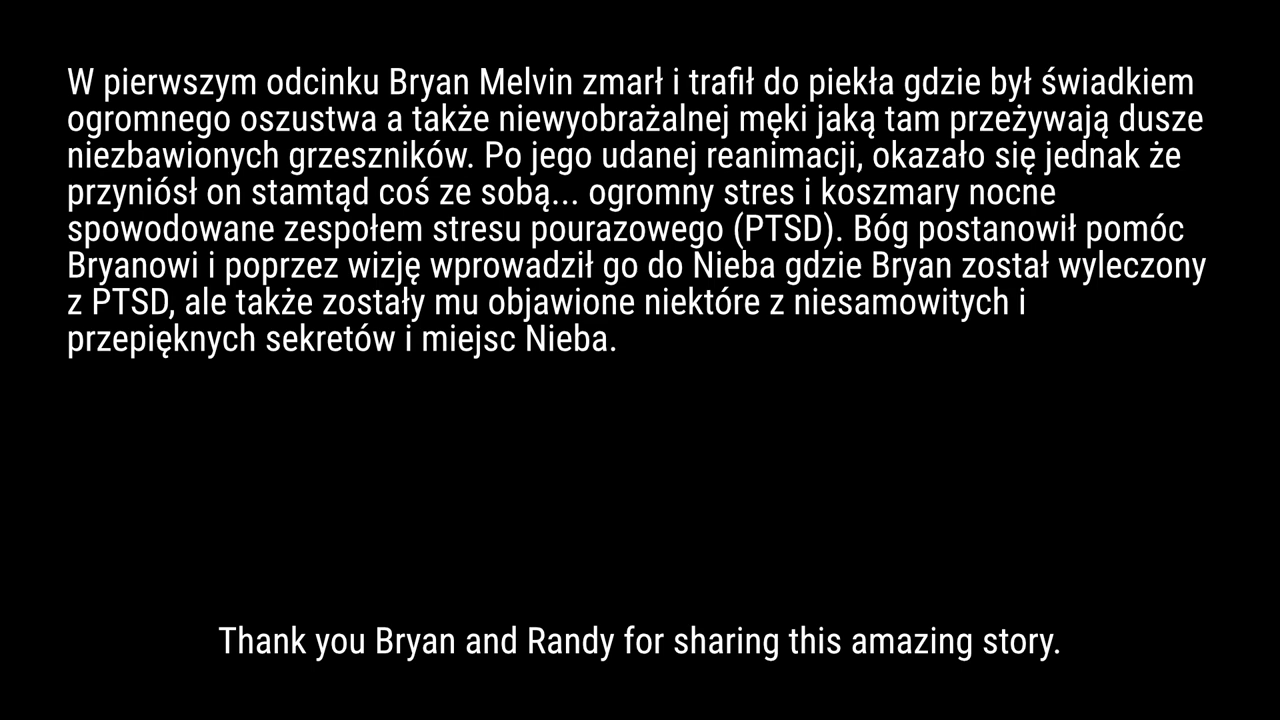 W pierwszym odcinku Bryan Melvin zmarł i trafił do piekła gdzie był świadkiem
ogromnego oszustwa a także niewyobrażalnej męki jaką tam przeżywają dusze
niezbawionych grzeszników. Po jego udanej reanimacji, okazało się jednak że
przyniósł on stamtąd coś ze sobą... ogromny stres i koszmary nocne
spowodowane zespołem stresu pourazowego (PTSD). Bóg postanowił pomóc
Bryanowi i poprzez wizję wprowadził go do Nieba gdzie Bryan został wyleczony
z PTSD, ale także zostały mu objawione niektóre z niesamowitych i
przepięknych sekretów i miejsc Nieba.
Thank you Bryan and Randy for sharing this amazing story.